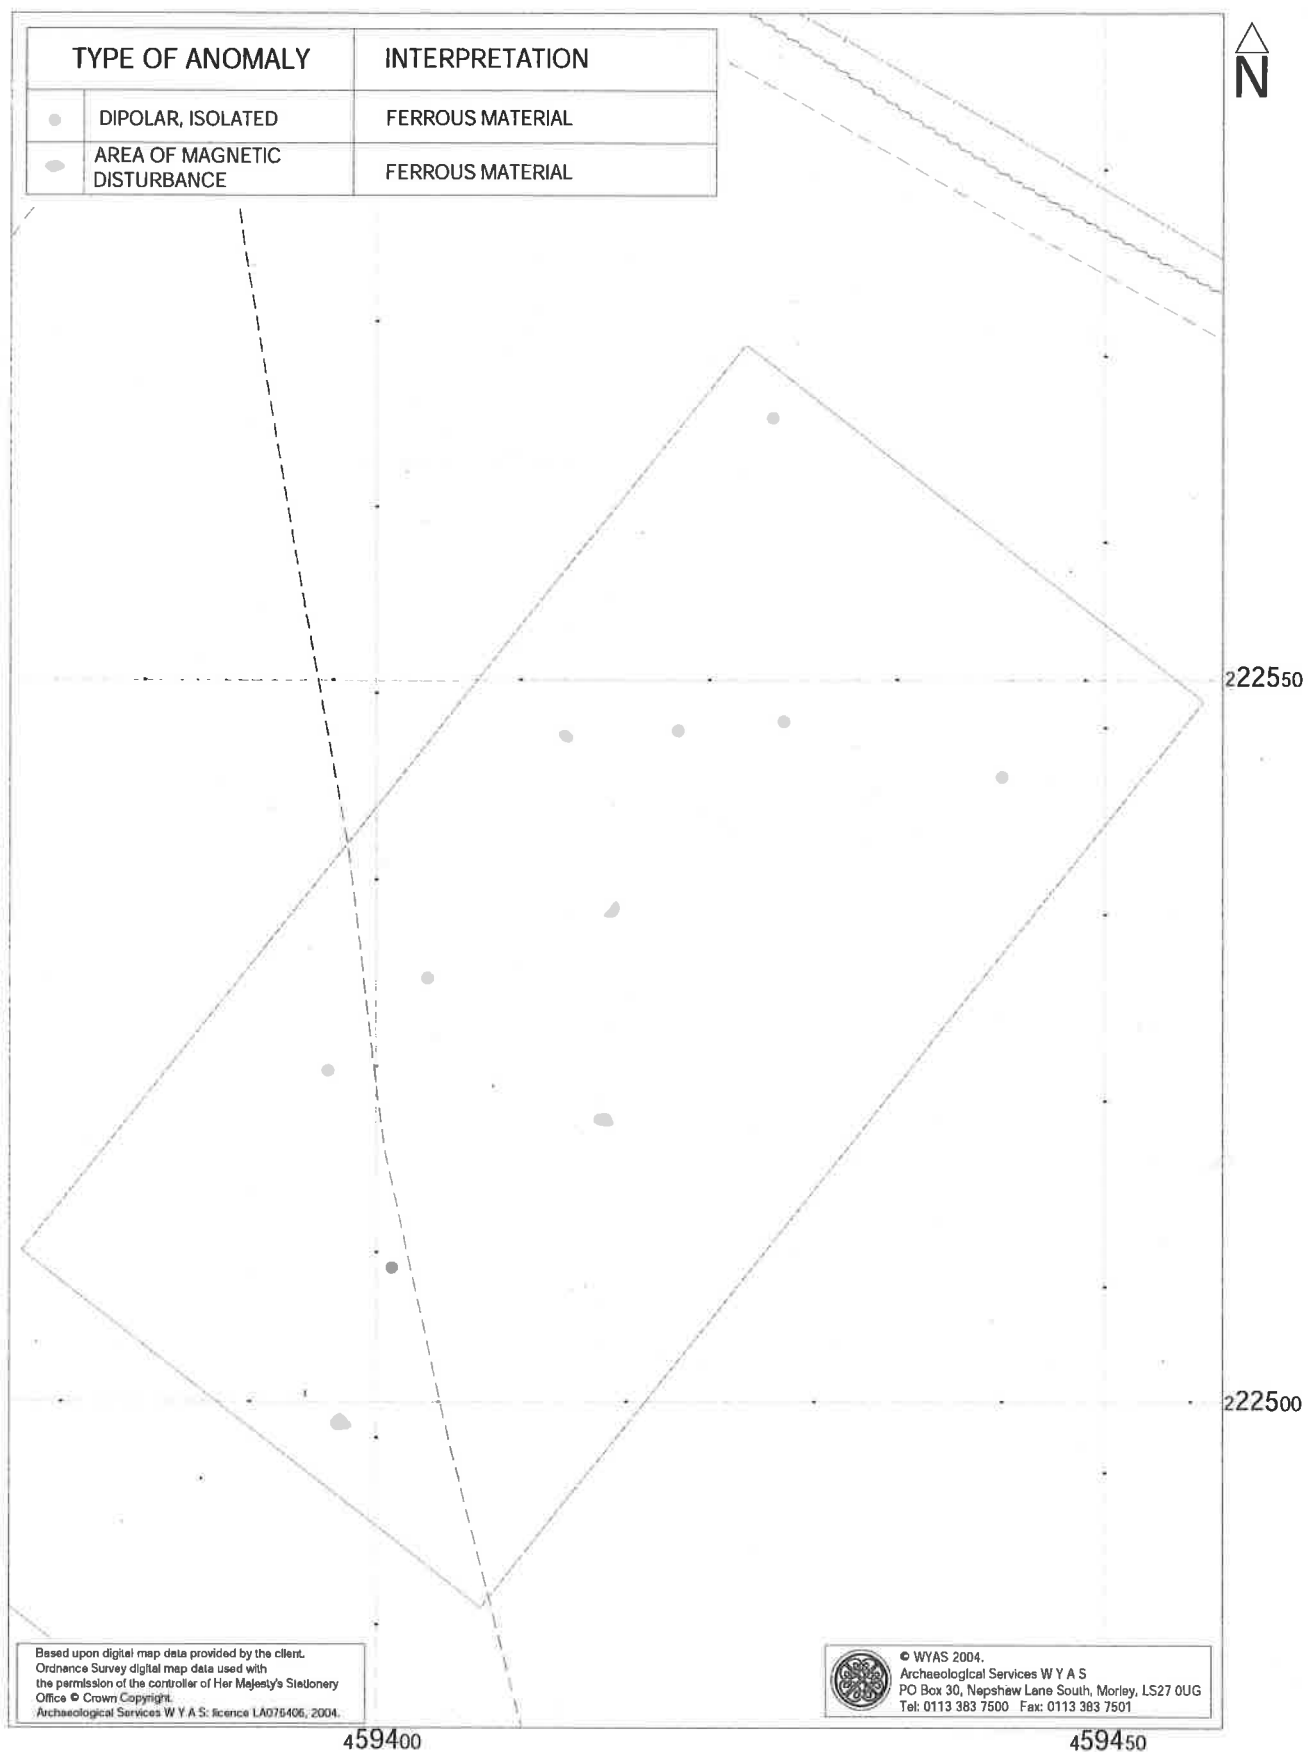 TYPE OF ANOMALY INTERPRETATION
DIPOLAR, ISOLATED FERROUS MATERIAL
AREA OF MAGNETIC
DISTURBANCE FERROUS MATERIAL
N
222550
222500
Based upon digital map data provided by the client.
Ordnance Survey digital map data used with
the permission of the controller of Her Majesty's Stationery
Office © Crown Copyright.
Archaeological Services W Y A S: licence LA076406, 2004.
© WYAS 2004.
Archaeological Services W Y A S
PO Box 30, Nepshaw Lane South, Morley, LS27 0UG
Tel: 0113 383 7500 Fax: 0113 383 7501
459400 459450